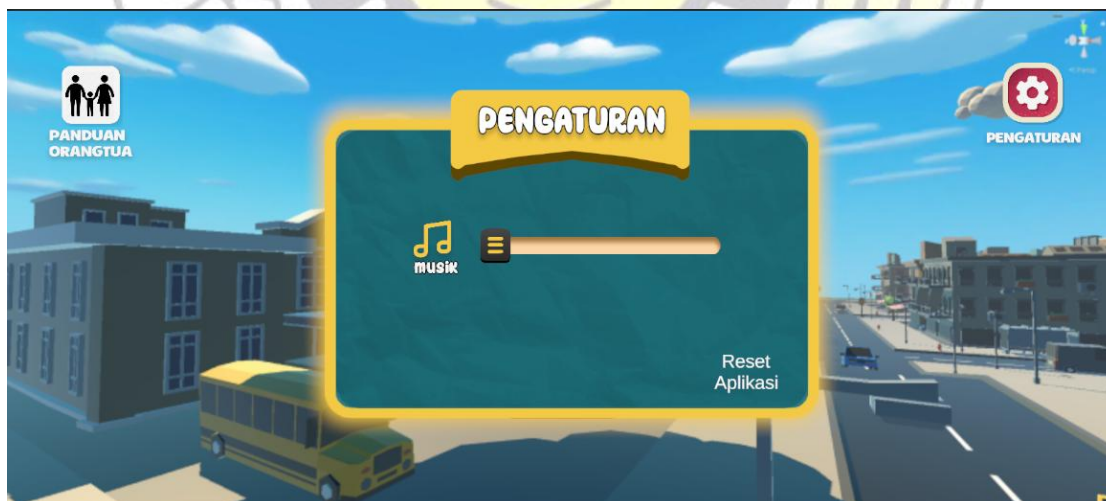 PENGATURAN
PANDUAN
ORANGTUA
PENGATURAN
musik
Reset
Aplikasi